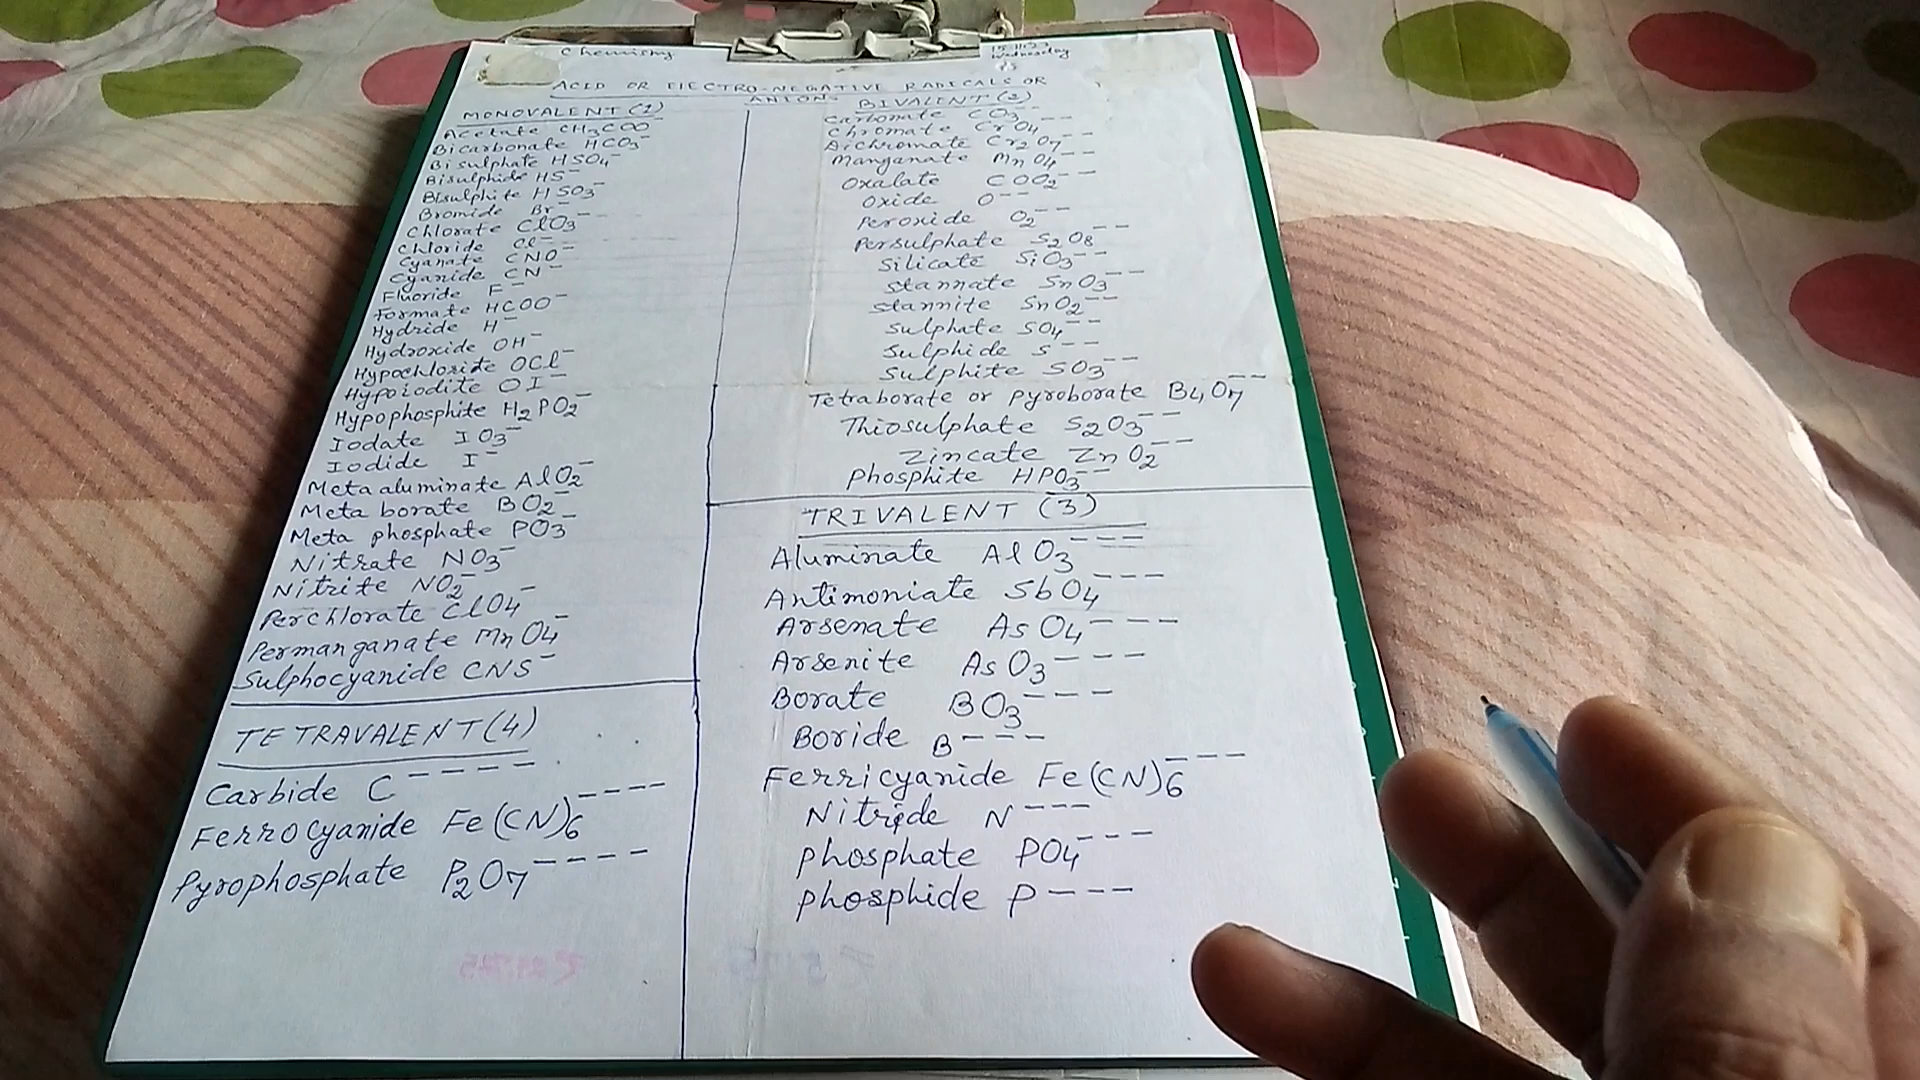 Chemistry
15.11.23
Wednesday
ACID OR ELECTRO-NEGATIVE RADICALS OR
ANIONS
MONOVALENT (1)
Acetate CH3COO-
Bicarbonate HCO3-
Bisulphate HSO4-
Bisulphide HS-
Bisulphite HSO3-
Bromide Br-
Chlorate ClO3-
Chloride Cl-
Cyanate CNO-
Cyanide CN-
Fluoride F-
Formate HCOO-
Hydride H-
Hydroxide OH-
Hypochloride OCl-
Hypoiodite OI-
Hypophosphite H2PO2-
Iodate IO3-
Iodide I-
Meta aluminate AlO2-
Meta borate BO2-
Meta phosphate PO3-
Nitrate NO3-
Nitrite NO2-
Perchlorate ClO4-
Permanganate MnO4-
Sulphocyanide CNS-
TETRAVALENT (4)
Carbide C----
Ferrocyanide Fe(CN)6----
Pyrophosphate P2O7----
BIVALENT (2)
Carbonate CO3--
Chromate CrO4--
Dichromate Cr2O7--
Manganate MnO4--
Oxalate COO2--
Oxide O--
Peroxide O2--
Persulphate S2O8--
Silicate SiO3--
Stannate SnO3--
Stannite SnO2--
Sulphate SO4--
Sulphide S--
Sulphite SO3--
Tetraborate or pyroborate B4O7--
Thiosulphate S2O3--
Zincate ZnO2--
Phosphite HPO3--
TRIVALENT (3)
Aluminate AlO3---
Antimoniate SbO4---
Arsenate AsO4---
Arsenite AsO3---
Borate BO3---
Boride B---
Ferricyanide Fe(CN)6---
Nitride N---
phosphate PO4---
phosphide P---